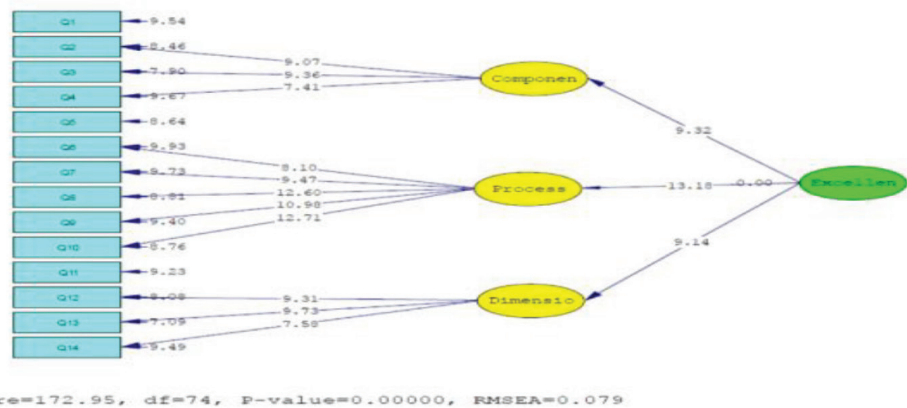 Q1 9.54
Q2 8.46 9.07
Q3 7.90 9.36
Q4 9.67 7.41
Componen
Q5 8.64
9.32
Q6 9.93 8.10
Q7 9.73 9.47
Q8 8.81 12.60
Process 13.18 0.00 Excellen
Q9 9.40 10.98
Q10 8.76 12.71
9.14
Q11 9.23
Q12 8.08 9.31
Dimensio
Q13 7.09 9.73
Q14 9.49 7.58
re=172.95, df=74, P-value=0.00000, RMSEA=0.079